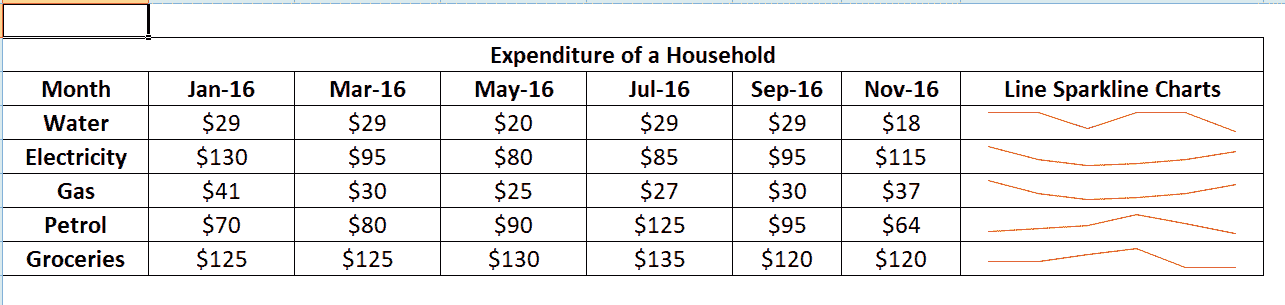 Expenditure of a Household
Month Jan-16 Mar-16 May-16 Jul-16 Sep-16 Nov-16 Line Sparkline Charts
Water $29 $29 $20 $29 $29 $18
Electricity $130 $95 $80 $85 $95 $115
Gas $41 $30 $25 $27 $30 $37
Petrol $70 $80 $90 $125 $95 $64
Groceries $125 $125 $130 $135 $120 $120